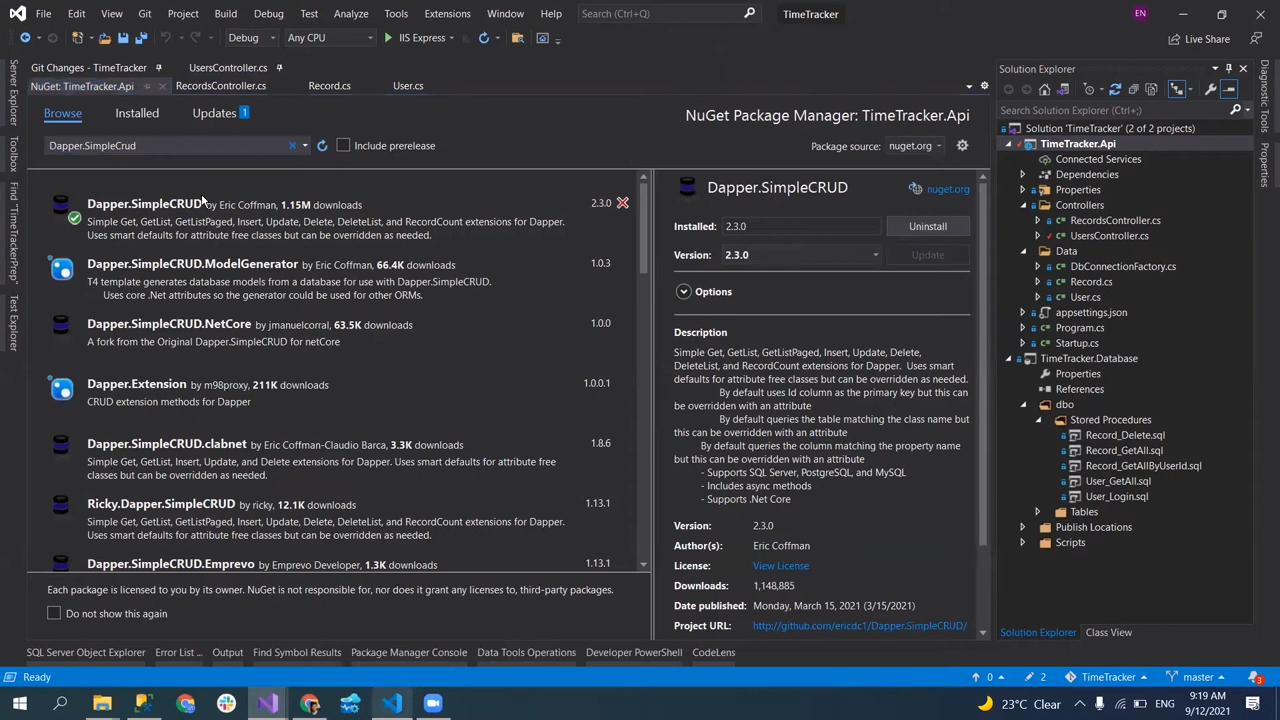 File Edit View Git Project Build Debug Test Analyze Tools Extensions Window Help Search (Ctrl+;) TimeTracker EN
Debug Any CPU IIS Express Live Share
Git Changes - TimeTracker UsersController.cs
NuGet: TimeTracker.Api RecordsController.cs Record.cs User.cs
Server Explorer
Toolbox
Find "TimeTrackerPrep"
Test Explorer
Browse Installed Updates 1
NuGet Package Manager: TimeTracker.Api
Dapper.SimpleCrud Include prerelease
Package source: nuget.org
Dapper.SimpleCRUD by Eric Coffman, 1.15M downloads 2.3.0
Simple Get, GetList, GetListPaged, Insert, Update, Delete, DeleteList, and RecordCount extensions for Dapper.
Uses smart defaults for attribute free classes but can be overridden as needed.
Dapper.SimpleCRUD.ModelGenerator by Eric Coffman, 66.4K downloads 1.0.3
T4 template generates database models from a database for use with Dapper.SimpleCRUD.
Uses core .Net attributes so the generator could be used for other ORMs.
Dapper.SimpleCRUD.NetCore by jmanuelcorral, 63.5K downloads 1.0.0
A fork from the Original Dapper.SimpleCRUD for netCore
Dapper.Extension by m98proxy, 211K downloads 1.0.0.1
CRUD extension methods for Dapper
Dapper.SimpleCRUD.clabnet by Eric Coffman-Claudio Barca, 3.3K downloads 1.8.6
Simple Get, GetList, Insert, Update, and Delete extensions for Dapper. Uses smart defaults for attribute free
classes but can be overridden as needed.
Ricky.Dapper.SimpleCRUD by ricky, 12.1K downloads 1.13.1
Simple Get, GetList, GetListPaged, Insert, Update, Delete, DeleteList, and RecordCount extensions for Dapper.
Uses smart defaults for attribute free classes but can be overridden as needed.
Dapper.SimpleCRUD.Emprevo by Emprevo Developer, 1.3K downloads 1.13.1
Each package is licensed to you by its owner. NuGet is not responsible for, nor does it grant any licenses to, third-party packages.
Do not show this again
Dapper.SimpleCRUD nuget.org
Installed: 2.3.0 Uninstall
Version: 2.3.0 Update
Options
Description
Simple Get, GetList, GetListPaged, Insert, Update, Delete,
DeleteList, and RecordCount extensions for Dapper. Uses smart
defaults for attribute free classes but can be overridden as needed.
By default uses Id column as the primary key but this can
be overridden with an attribute
By default queries the table matching the class name but
this can be overridden with an attribute
By default queries the column matching the property name
but this can be overridden with an attribute
- Supports SQL Server, PostgreSQL, and MySQL
- Includes async methods
- Supports .Net Core
Version: 2.3.0
Author(s): Eric Coffman
License: View License
Downloads: 1,148,885
Date published: Monday, March 15, 2021 (3/15/2021)
Project URL: http://github.com/ericdc1/Dapper.SimpleCRUD/
Solution Explorer
Search Solution Explorer (Ctrl+;)
Solution 'TimeTracker' (2 of 2 projects)
TimeTracker.Api
Connected Services
Dependencies
Properties
Controllers
RecordsController.cs
UsersController.cs
Data
DbConnectionFactory.cs
Record.cs
User.cs
appsettings.json
Program.cs
Startup.cs
TimeTracker.Database
Properties
References
dbo
Stored Procedures
Record_Delete.sql
Record_GetAll.sql
Record_GetAllByUserId.sql
User_GetAll.sql
User_Login.sql
Tables
Publish Locations
Scripts
Solution Explorer Class View
Diagnostic Tools
Properties
SQL Server Object Explorer Error List ... Output Find Symbol Results Package Manager Console Data Tools Operations Developer PowerShell CodeLens
Ready 0 2 TimeTracker master 3
23°C Clear ENG 9:19 AM
9/12/2021